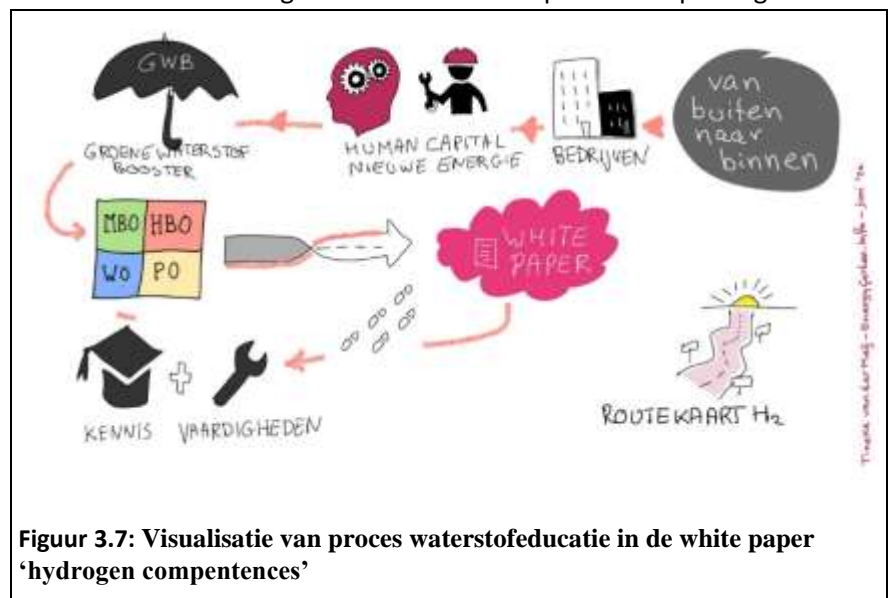 GWB
GROENE WATERSTOF
BOOSTER
HUMAN CAPITAL
NIEUWE ENERGIE
BEDRIJVEN
van
buiten
naar
binnen
MBO HBO
WO PO
WHITE
PAPER
KENNIS + VAARDIGHEDEN
ROUTEKAART H2
Figuur 3.7: Visualisatie van proces waterstofeducatie in de white paper
‘hydrogen compentences’